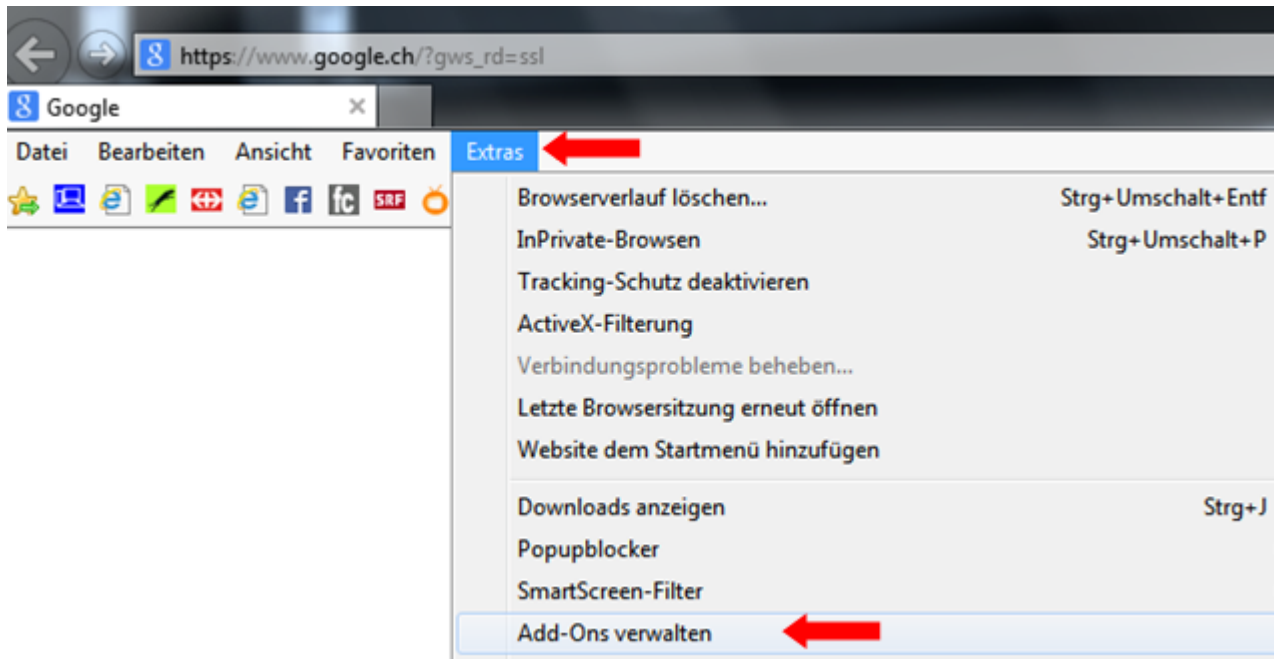 https://www.google.ch/?gws_rd=ssl
Google
Datei Bearbeiten Ansicht Favoriten Extras
fc SRF
Browserverlauf löschen... Strg+Umschalt+Entf
InPrivate-Browsen Strg+Umschalt+P
Tracking-Schutz deaktivieren
ActiveX-Filterung
Verbindungsprobleme beheben...
Letzte Browsersitzung erneut öffnen
Website dem Startmenü hinzufügen
Downloads anzeigen Strg+J
Popupblocker
SmartScreen-Filter
Add-Ons verwalten